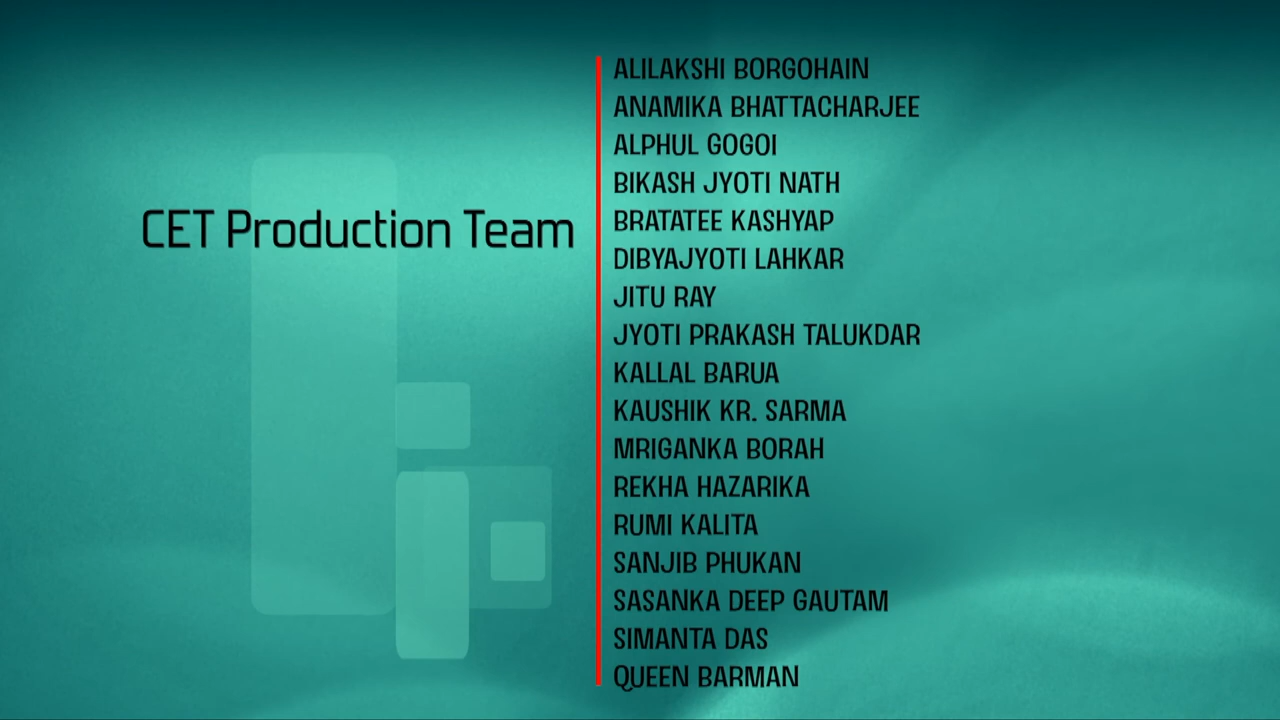 CET Production Team
ALILAKSHI BORGOHAIN
ANAMIKA BHATTACHARJEE
ALPHUL GOGOI
BIKASH JYOTI NATH
BRATATEE KASHYAP
DIBYAJYOTI LAHKAR
JITU RAY
JYOTI PRAKASH TALUKDAR
KALLAL BARUA
KAUSHIK KR. SARMA
MRIGANKA BORAH
REKHA HAZARIKA
RUMI KALITA
SANJIB PHUKAN
SASANKA DEEP GAUTAM
SIMANTA DAS
QUEEN BARMAN